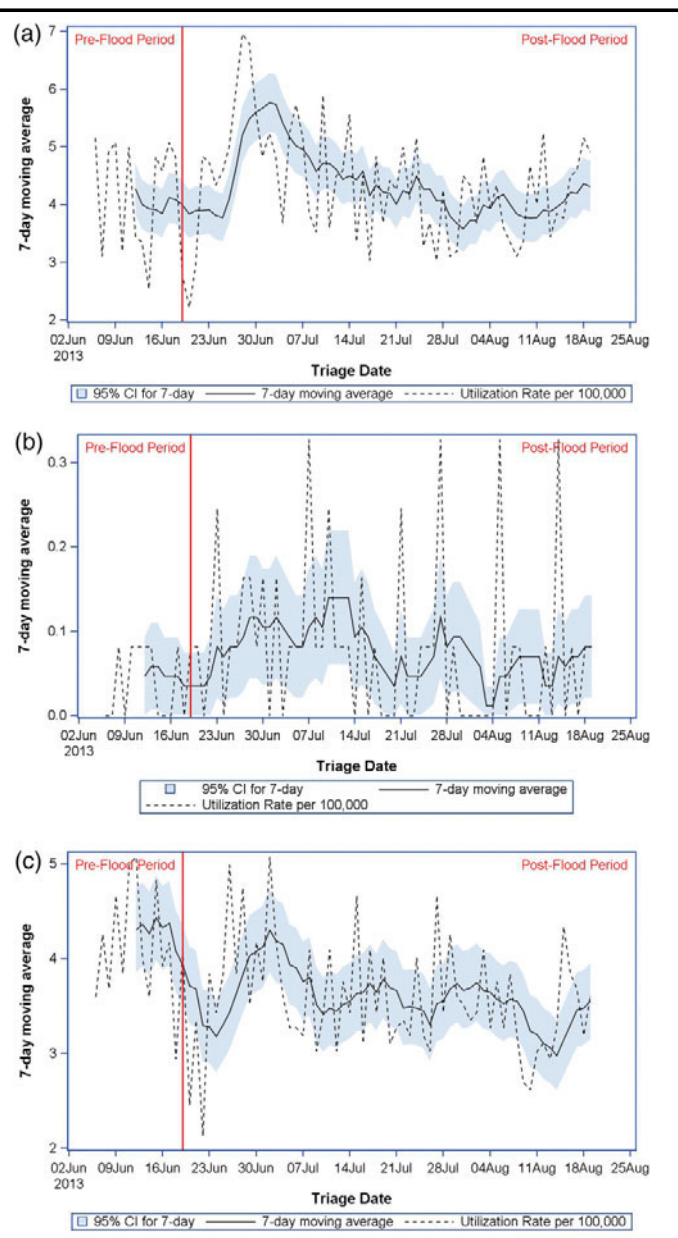 (a)
Pre-Flood Period Post-Flood Period
7
6
5
4
3
2
7-day moving average
02Jun 09Jun 16Jun 23Jun 30Jun 07Jul 14Jul 21Jul 28Jul 04Aug 11Aug 18Aug 25Aug
2013
Triage Date
95% CI for 7-day 7-day moving average Utilization Rate per 100,000
(b)
Pre-Flood Period Post-Flood Period
0.3
0.2
0.1
0.0
7-day moving average
02Jun 09Jun 16Jun 23Jun 30Jun 07Jul 14Jul 21Jul 28Jul 04Aug 11Aug 18Aug 25Aug
2013
Triage Date
95% CI for 7-day 7-day moving average
Utilization Rate per 100,000
(c)
Pre-Flood Period Post-Flood Period
5
4
3
2
7-day moving average
02Jun 09Jun 16Jun 23Jun 30Jun 07Jul 14Jul 21Jul 28Jul 04Aug 11Aug 18Aug 25Aug
2013
Triage Date
95% CI for 7-day 7-day moving average Utilization Rate per 100,000